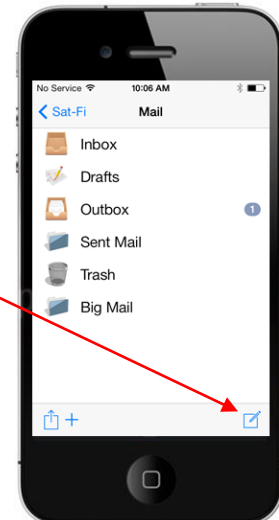 No Service 10:06 AM
Sat-Fi Mail
Inbox
Drafts
Outbox 1
Sent Mail
Trash
Big Mail